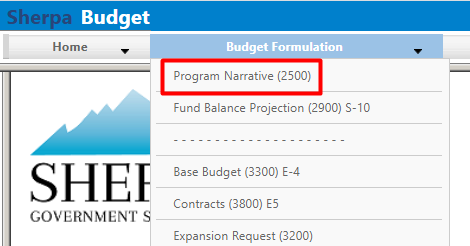 Sherpa Budget
Home
Budget Formulation
Program Narrative (2500)
Fund Balance Projection (2900) S-10
- - - - - - - - - - - - - - - - - - - - -
Base Budget (3300) E-4
Contracts (3800) E5
Expansion Request (3200)
SHERP
GOVERNMENT S